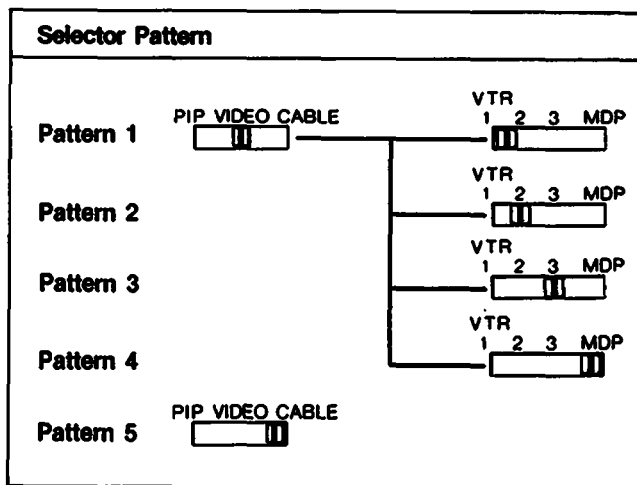 Selector Pattern
VTR
PIP VIDEO CABLE 1 2 3 MDP
Pattern 1
VTR
1 2 3 MDP
Pattern 2
VTR
1 2 3 MDP
Pattern 3
VTR
1 2 3 MDP
Pattern 4
PIP VIDEO CABLE
Pattern 5